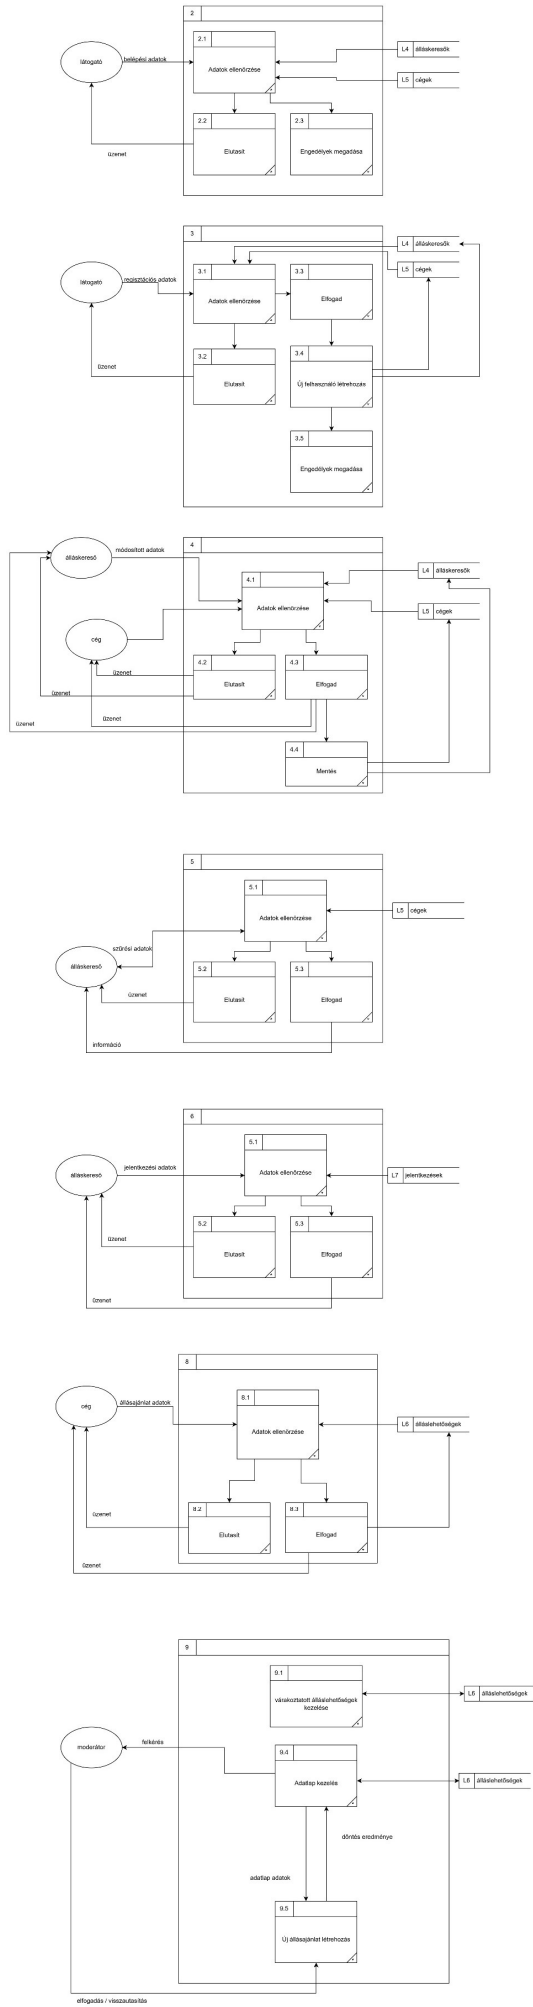 2
2.1
Adatok ellenőrzése
látogató
belépési adatok
L4 álláskeresők
L5 cégek
2.2
Elutasít
2.3
Engedélyek megadása
üzenet
3
3.1
Adatok ellenőrzése
3.3
Elfogad
látogató
regisztációs adatok
L4 álláskeresők
L5 cégek
3.2
Elutasít
3.4
Új felhasználó létrehozás
üzenet
3.5
Engedélyek megadása
4
álláskereső
módosított adatok
4.1
Adatok ellenőrzése
L4 álláskeresők
L5 cégek
cég
4.2
Elutasít
4.3
Elfogad
üzenet
üzenet
üzenet
üzenet
4.4
Mentés
5
5.1
Adatok ellenőrzése
L5 cégek
szűrési adatok
álláskereső
5.2
Elutasít
5.3
Elfogad
üzenet
információ
6
5.1
Adatok ellenőrzése
álláskereső
jelentkezési adatok
L7 jelentkezések
5.2
Elutasít
5.3
Elfogad
üzenet
üzenet
8
cég
állásajánlat adatok
8.1
Adatok ellenőrzése
L6 álláslehetőségek
8.2
Elutasít
8.3
Elfogad
üzenet
üzenet
9
9.1
várakoztatott álláslehetőségek
kezelése
L6 álláslehetőségek
moderátor
felkérés
9.4
Adatlap kezelés
L6 álláslehetőségek
döntés eredménye
adatlap adatok
9.5
Új állásajánlat létrehozás
elfogadás / visszautasítás